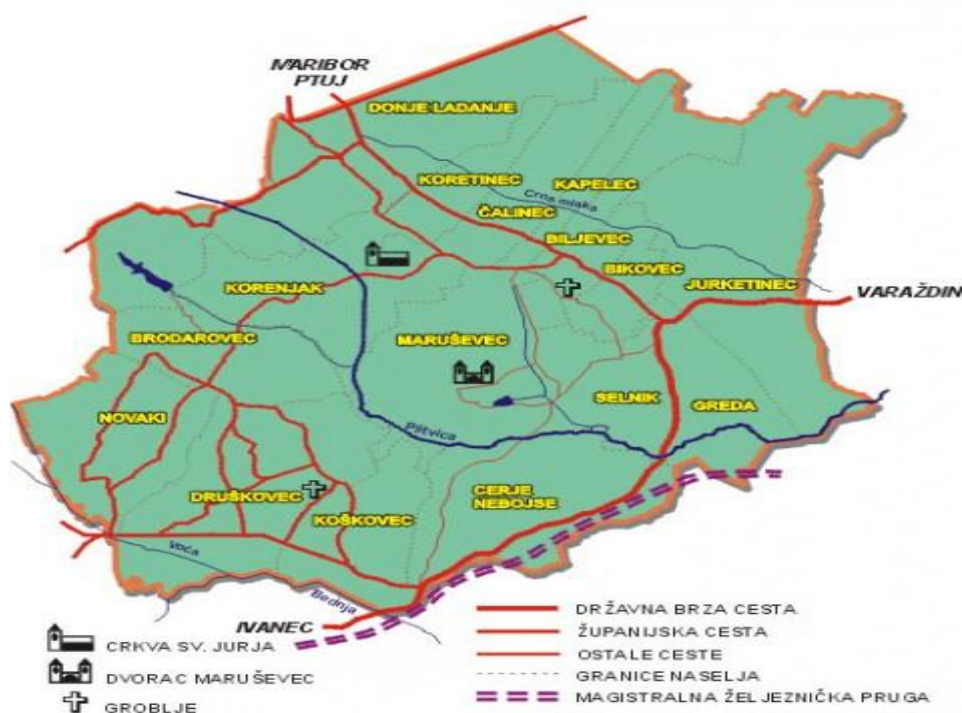 MARIBOR
PTUJ
DONJE LADANJE
KORETINEC
KAPELEC
Crna mlaka
ČALINEC
BILJEVEC
BIKOVEC
JURKETINEC
VARAŽDIN
KORENJAK
BRODAROVEC
MARUŠEVEC
SELNIK
GREDA
NOVAKI
Plitvica
DRUŠKOVEC
KOŠKOVEC
CERJE
NEBOJSE
Voća
Bednja
IVANEC
CRKVA SV. JURJA
DVORAC MARUŠEVEC
GROBLJE
DRŽAVNA BRZA CESTA
ŽUPANIJSKA CESTA
OSTALE CESTE
GRANICE NASELJA
MAGISTRALNA ŽELJEZNIČKA PRUGA